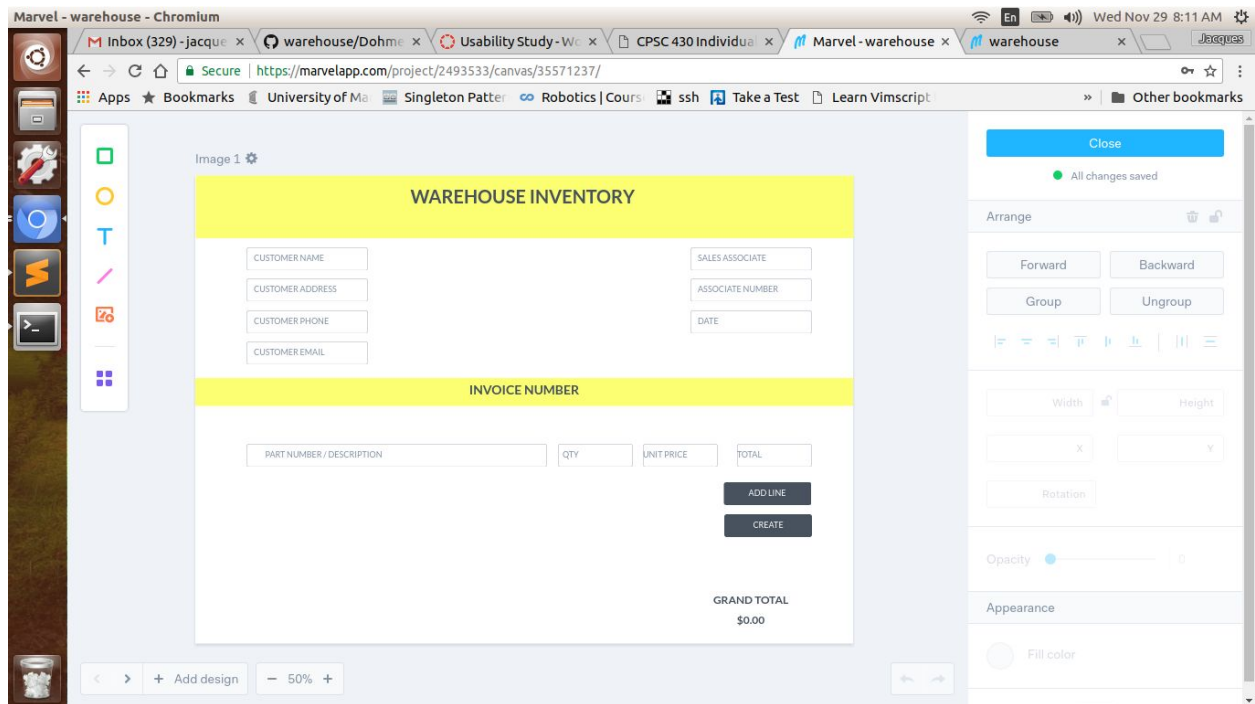 Marvel - warehouse - Chromium En Wed Nov 29 8:11 AM
Inbox (329) - jacque warehouse/Dohme Usability Study - Wo CPSC 430 Individual Marvel - warehouse warehouse Jacques
Secure https://marvelapp.com/project/2493533/canvas/35571237/
Apps Bookmarks University of Ma Singleton Patter Robotics | Cours ssh Take a Test Learn Vimscript » Other bookmarks
Close
Image 1
All changes saved
WAREHOUSE INVENTORY
Arrange
CUSTOMER NAME SALES ASSOCIATE
Forward Backward
CUSTOMER ADDRESS ASSOCIATE NUMBER
Group Ungroup
CUSTOMER PHONE DATE
CUSTOMER EMAIL
INVOICE NUMBER
Width Height
PART NUMBER / DESCRIPTION QTY UNIT PRICE TOTAL
X Y
ADD LINE
Rotation
CREATE
Opacity 0
GRAND TOTAL
Appearance
$0.00
Fill color
+ Add design − 50% +